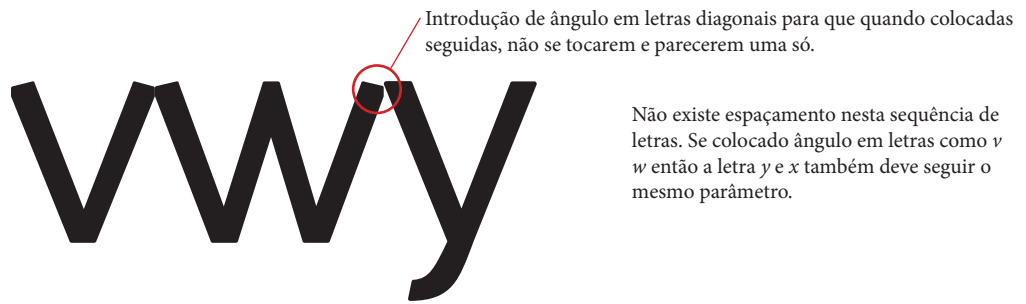 Introdução de ângulo em letras diagonais para que quando colocadas
seguidas, não se tocarem e parecerem uma só.
vwy
Não existe espaçamento nesta sequência de
letras. Se colocado ângulo em letras como v
w então a letra y e x também deve seguir o
mesmo parâmetro.